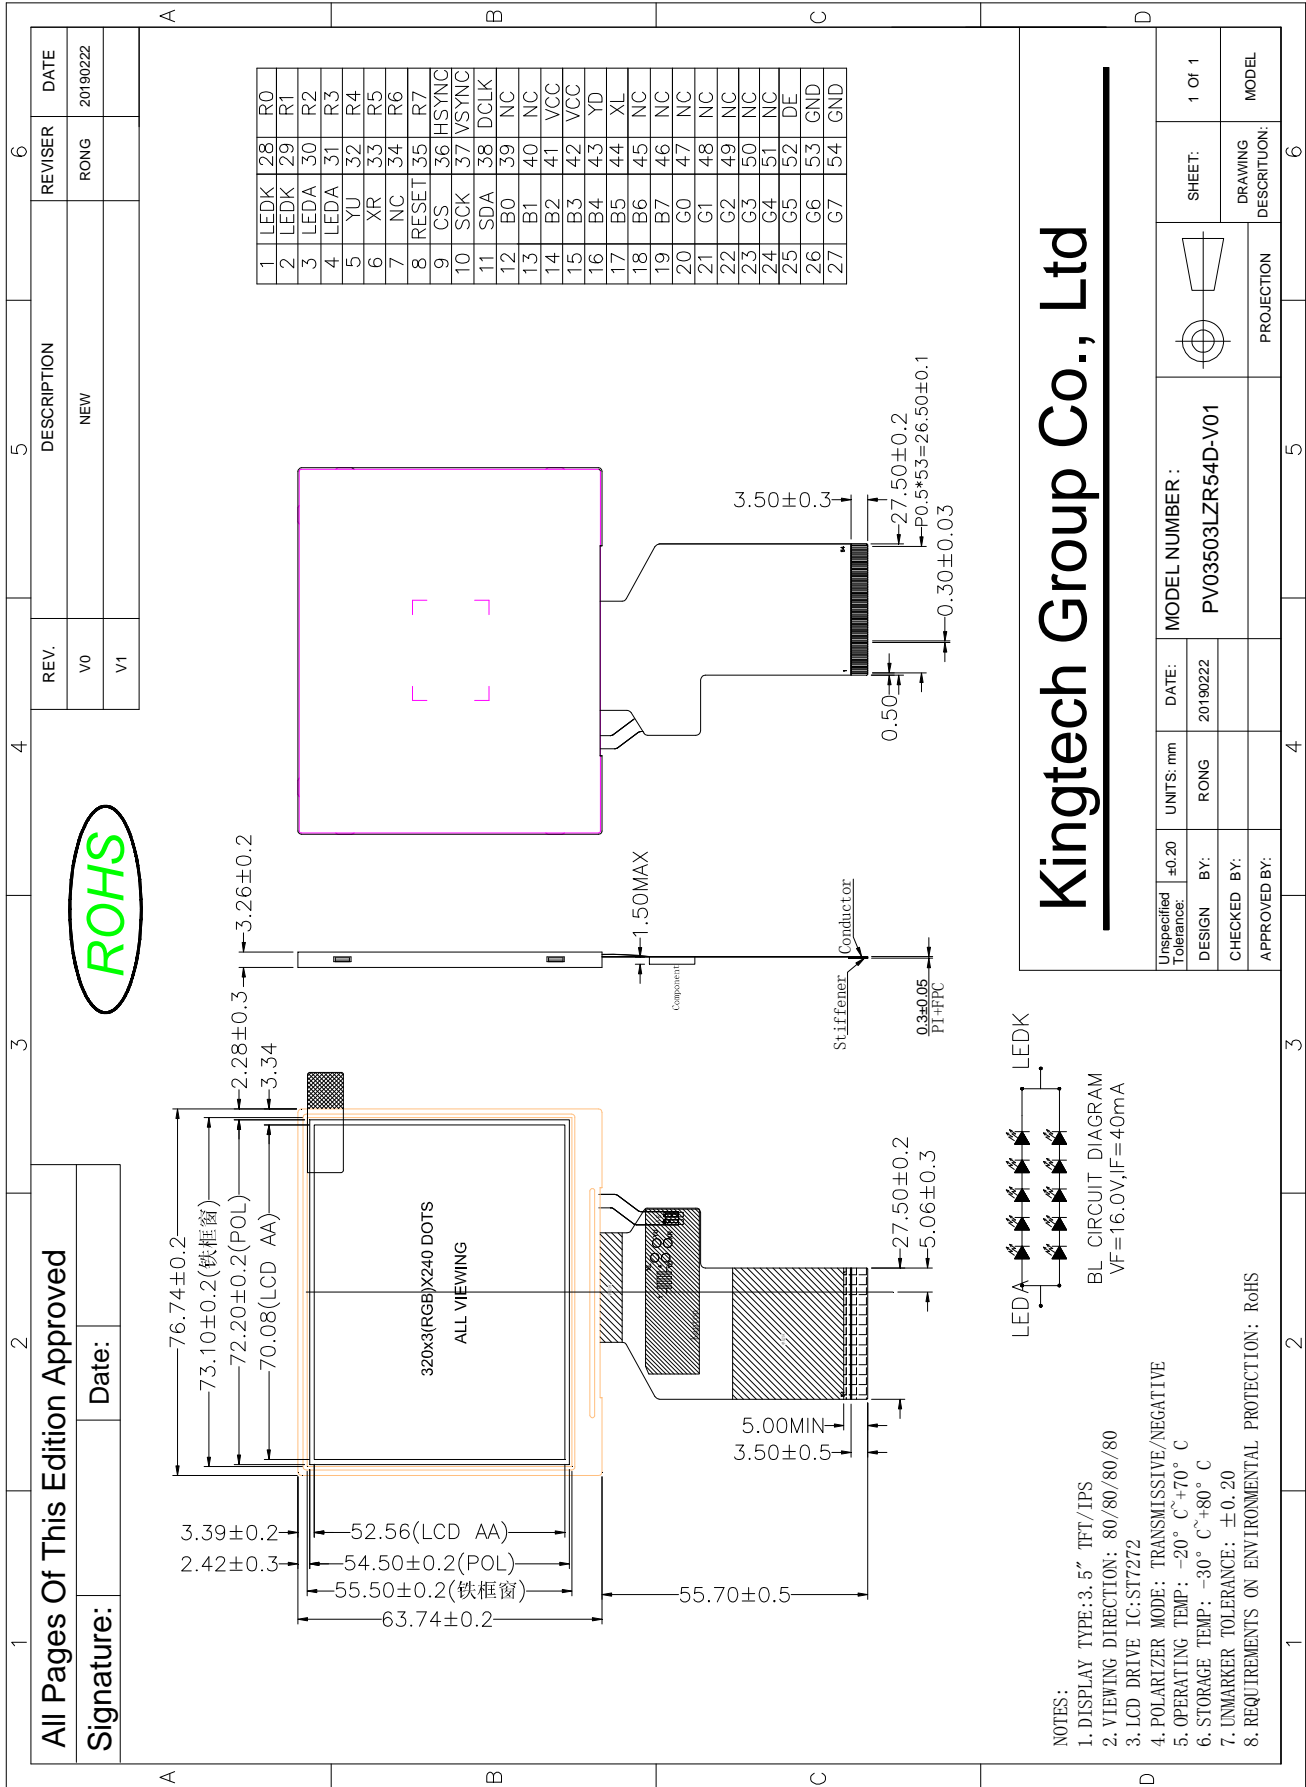 1 2 3 4 5 6
All Pages Of This Edition Approved
Signature: Date:
REV. DESCRIPTION REVISER DATE
V0 NEW RONG 20190222
V1
A
B
C
D
ROHS
76.74±0.2
73.10±0.2(铁框窗)
72.20±0.2(POL)
70.08(LCD AA)
2.28±0.3
3.34
3.39±0.2
2.42±0.3
52.56(LCD AA)
54.50±0.2(POL)
55.50±0.2(铁框窗)
63.74±0.2
55.70±0.5
320x3(RGB)X240 DOTS
ALL VIEWING
5.00MIN
3.50±0.5
27.50±0.2
5.06±0.3
3.26±0.2
1.50MAX
Component
Stiffener
Conductor
0.3±0.05
PI+FPC
3.50±0.3
0.50
27.50±0.2
P0.5*53=26.50±0.1
0.30±0.03
1
54
1 LEDK 28 R0
2 LEDK 29 R1
3 LEDA 30 R2
4 LEDA 31 R3
5 YU 32 R4
6 XR 33 R5
7 NC 34 R6
8 RESET 35 R7
9 CS 36 HSYNC
10 SCK 37 VSYNC
11 SDA 38 DCLK
12 B0 39 NC
13 B1 40 NC
14 B2 41 VCC
15 B3 42 VCC
16 B4 43 YD
17 B5 44 XL
18 B6 45 NC
19 B7 46 NC
20 G0 47 NC
21 G1 48 NC
22 G2 49 NC
23 G3 50 NC
24 G4 51 NC
25 G5 52 DE
26 G6 53 GND
27 G7 54 GND
LEDA LEDK
BL CIRCUIT DIAGRAM
VF=16.0V,IF=40mA
NOTES:
1.DISPLAY TYPE:3.5″ TFT/IPS
2.VIEWING DIRECTION: 80/80/80/80
3.LCD DRIVE IC:ST7272
4.POLARIZER MODE: TRANSMISSIVE/NEGATIVE
5.OPERATING TEMP: -20° C~+70° C
6.STORAGE TEMP: -30° C~+80° C
7.UNMARKER TOLERANCE: ±0.20
8.REQUIREMENTS ON ENVIRONMENTAL PROTECTION: RoHS
Kingtech Group Co., Ltd
Unspecified Tolerance: ±0.20 UNITS: mm DATE: MODEL NUMBER : SHEET: 1 Of 1
DESIGN BY: RONG 20190222 PV03503LZR54D-V01
CHECKED BY: DRAWING DESCRITUON: MODEL
APPROVED BY: PROJECTION
A
B
C
D
1 2 3 4 5 6